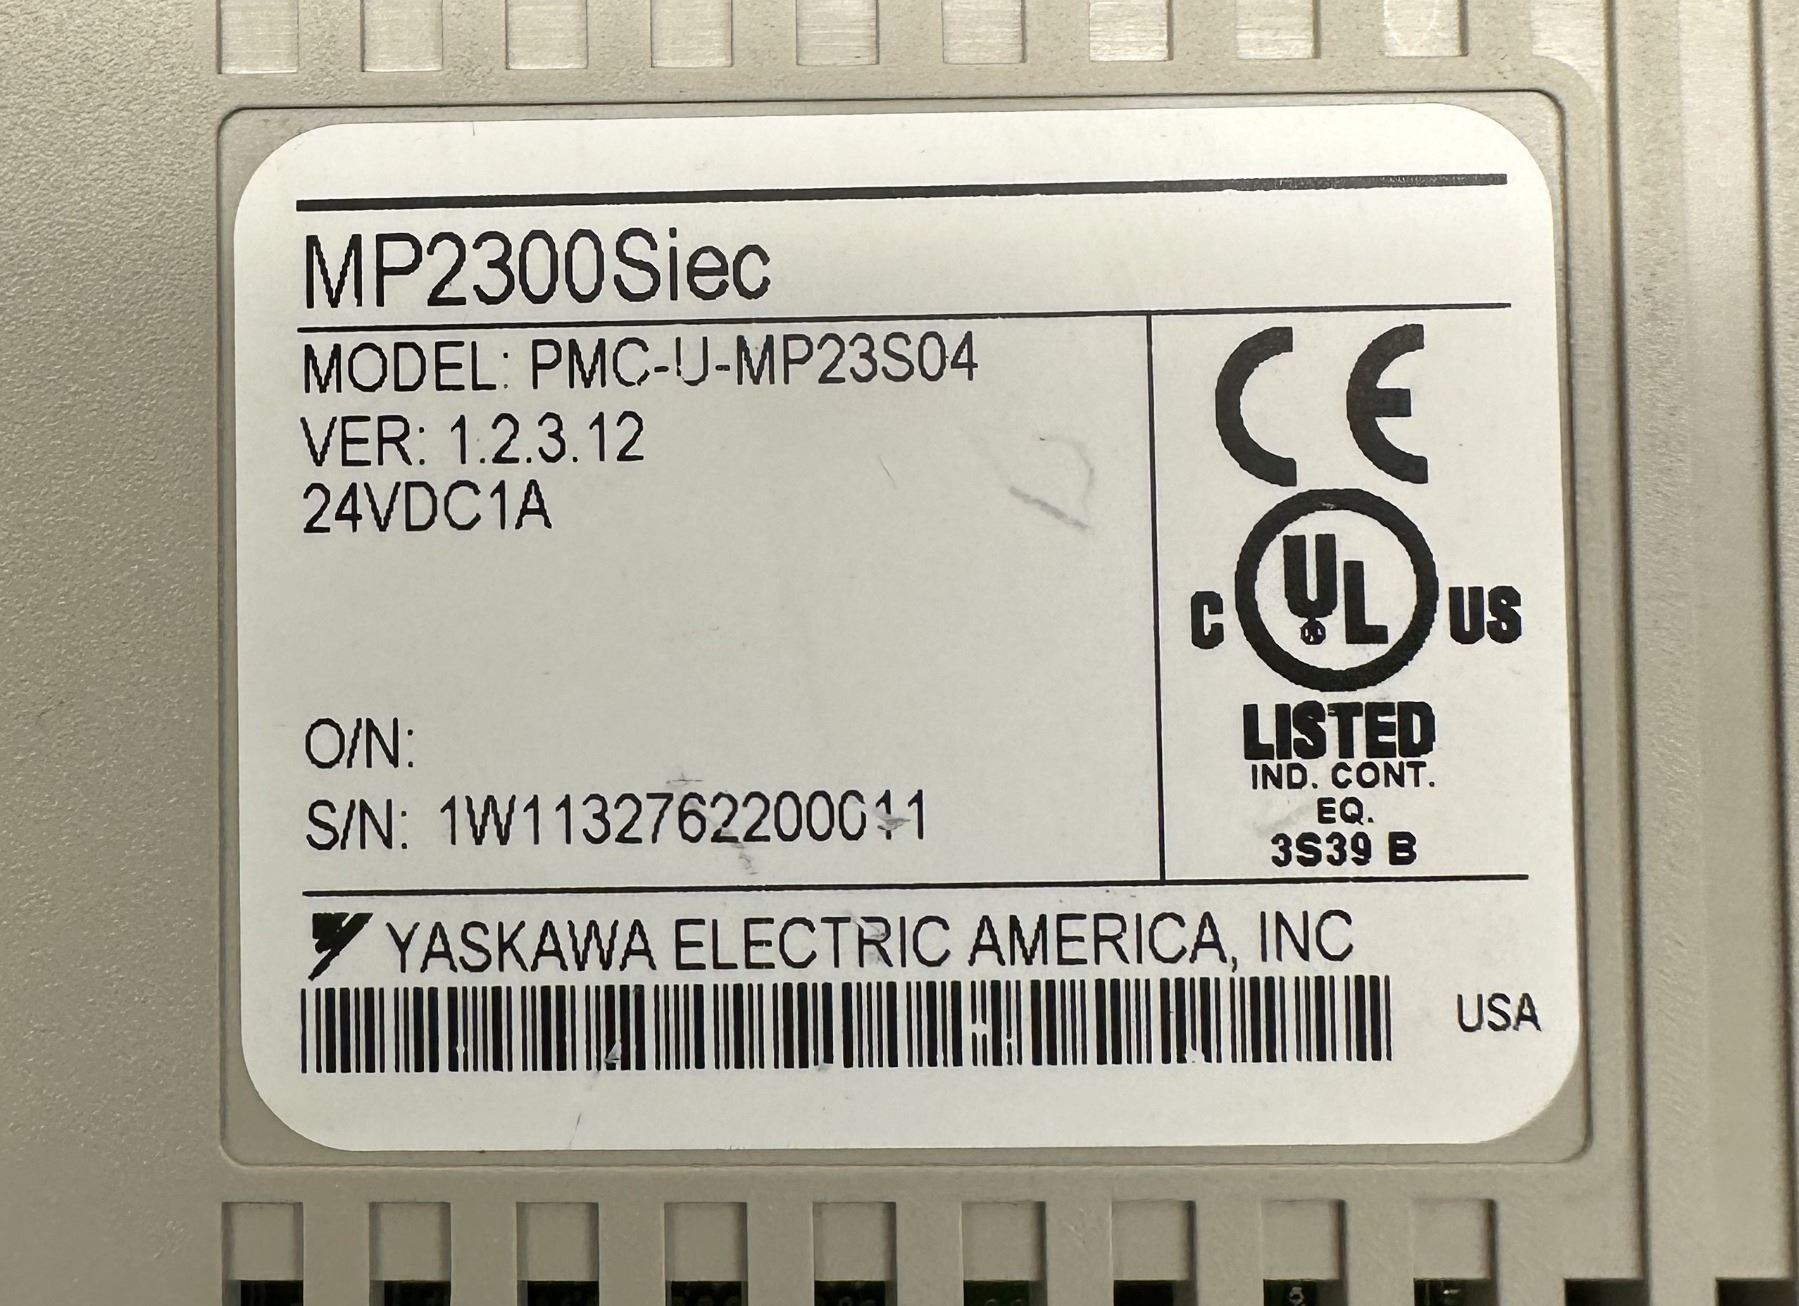 MP2300Siec
MODEL: PMC-U-MP23S04
VER: 1.2.3.12
24VDC1A
O/N:
S/N: 1W1132762200011
CE
C UL US
LISTED
IND. CONT.
EQ.
3S39 B
YASKAWA ELECTRIC AMERICA, INC
USA